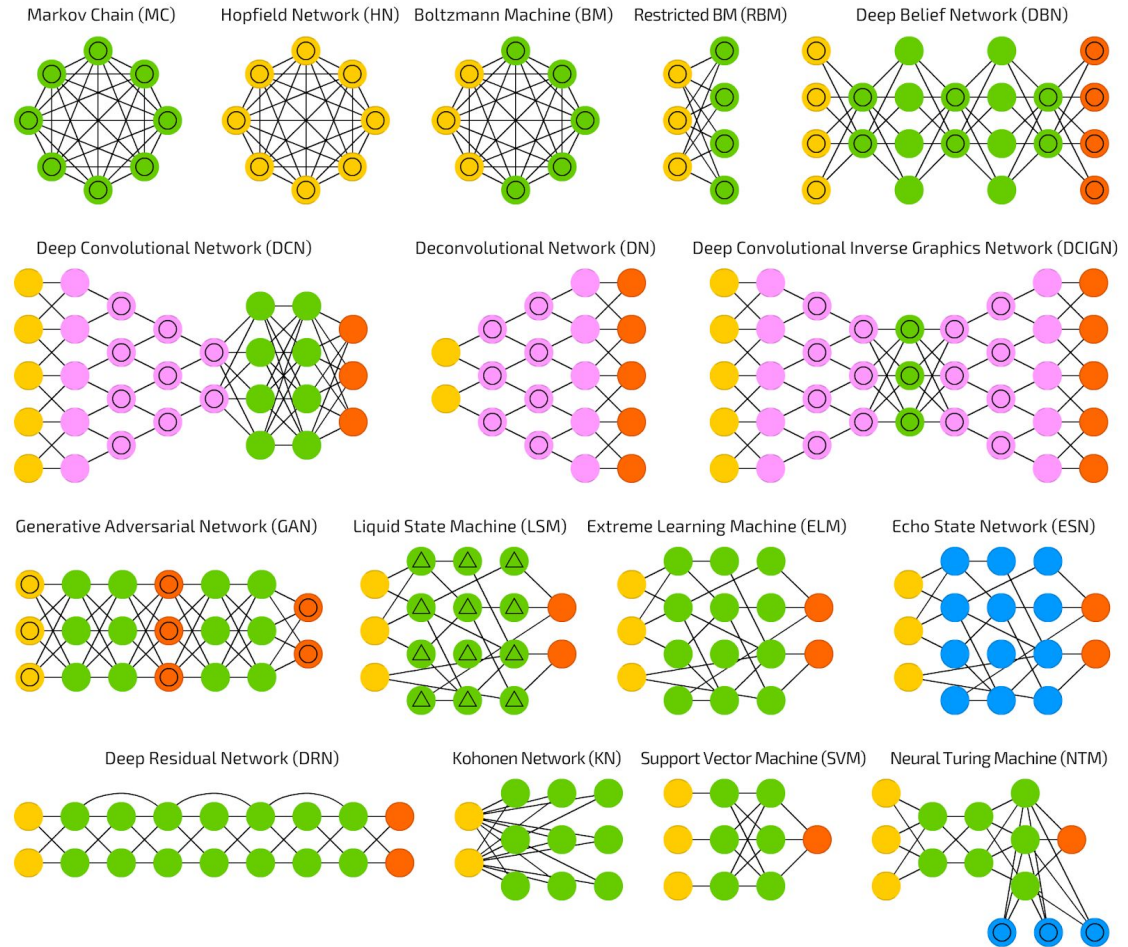 Markov Chain (MC)
Hopfield Network (HN)
Boltzmann Machine (BM)
Restricted BM (RBM)
Deep Belief Network (DBN)
Deep Convolutional Network (DCN)
Deconvolutional Network (DN)
Deep Convolutional Inverse Graphics Network (DCIGN)
Generative Adversarial Network (GAN)
Liquid State Machine (LSM)
Extreme Learning Machine (ELM)
Echo State Network (ESN)
Deep Residual Network (DRN)
Kohonen Network (KN)
Support Vector Machine (SVM)
Neural Turing Machine (NTM)